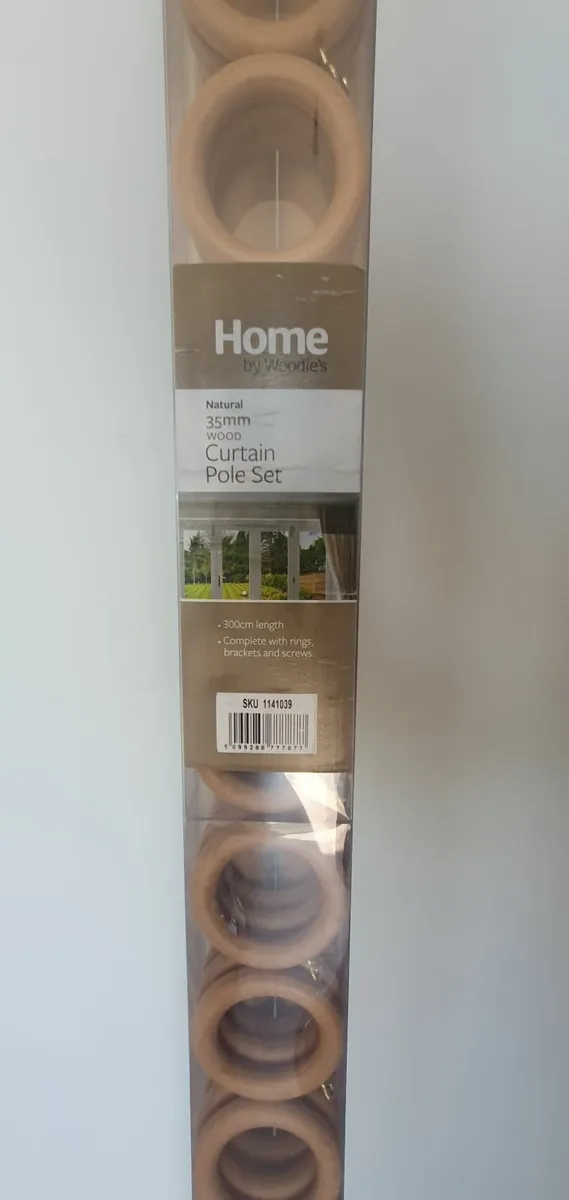 Home
by Woodie's
Natural
35mm
WOOD
Curtain
Pole Set
• 300cm length
• Complete with rings,
brackets and screws.
SKU 1141039